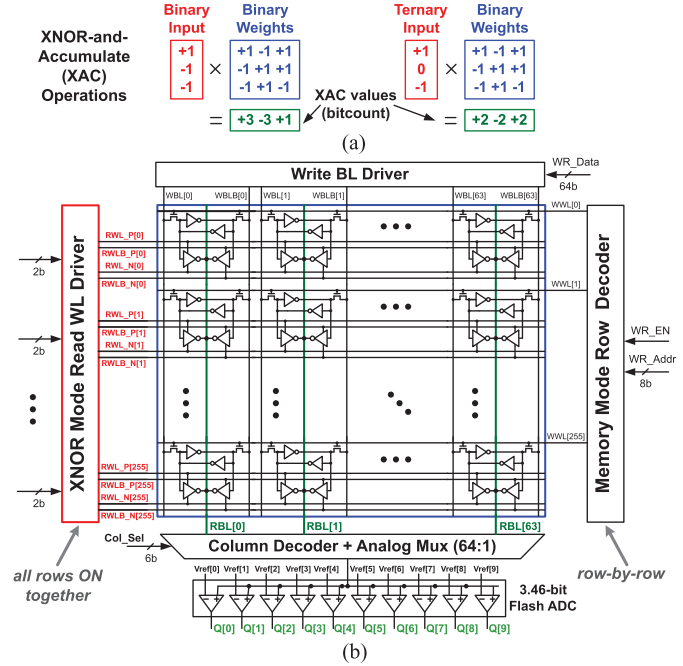 Binary Input
Binary Weights
Ternary Input
Binary Weights
XNOR-and-Accumulate (XAC) Operations
+1
-1
-1
×
+1 -1 +1
-1 +1 +1
-1 +1 -1
= +3 -3 +1
XAC values (bitcount)
+1
0
-1
×
+1 -1 +1
-1 +1 +1
-1 +1 -1
= +2 -2 +2
(a)
Write BL Driver
WR_Data
64b
WBL[0] WBLB[0] WBL[1] WBLB[1] WBL[63] WBLB[63]
XNOR Mode Read WL Driver
2b
RWL_P[0]
RWLB_P[0]
RWL_N[0]
RWLB_N[0]
2b
RWL_P[1]
RWLB_P[1]
RWL_N[1]
RWLB_N[1]
2b
RWL_P[255]
RWLB_P[255]
RWL_N[255]
RWLB_N[255]
WWL[0]
WWL[1]
WWL[255]
Memory Mode Row Decoder
WR_EN
WR_Addr
8b
all rows ON together
row-by-row
RBL[0] RBL[1] RBL[63]
Col_Sel
6b
Column Decoder + Analog Mux (64:1)
Vref[0] Vref[1] Vref[2] Vref[3] Vref[4] Vref[5] Vref[6] Vref[7] Vref[8] Vref[9]
3.46-bit Flash ADC
Q[0] Q[1] Q[2] Q[3] Q[4] Q[5] Q[6] Q[7] Q[8] Q[9]
(b)